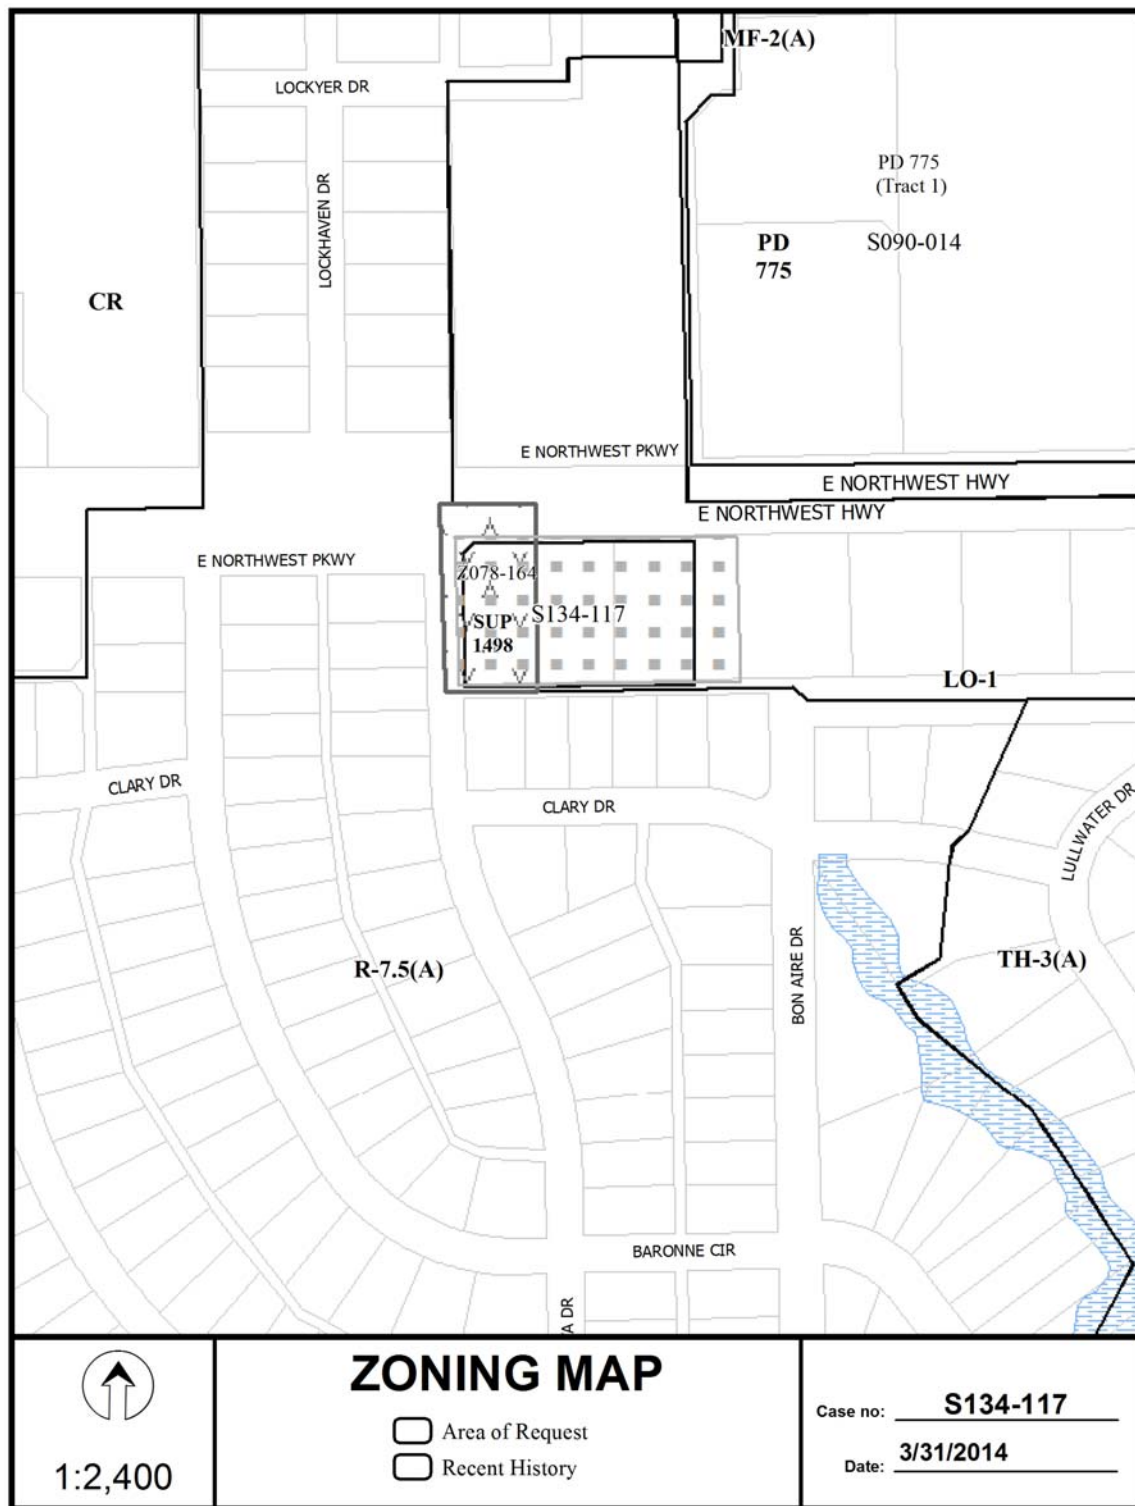 MF-2(A)
LOCKYER DR
PD 775
(Tract 1)
LOCKHAVEN DR
PD
775
S090-014
CR
E NORTHWEST PKWY
E NORTHWEST HWY
E NORTHWEST HWY
E NORTHWEST PKWY
Z078-164
SUP
1498
S134-117
LO-1
CLARY DR
CLARY DR
LULLWATER DR
R-7.5(A)
BON AIRE DR
TH-3(A)
BARONNE CIR
A DR
1:2,400
ZONING MAP
Area of Request
Recent History
Case no: S134-117
Date: 3/31/2014